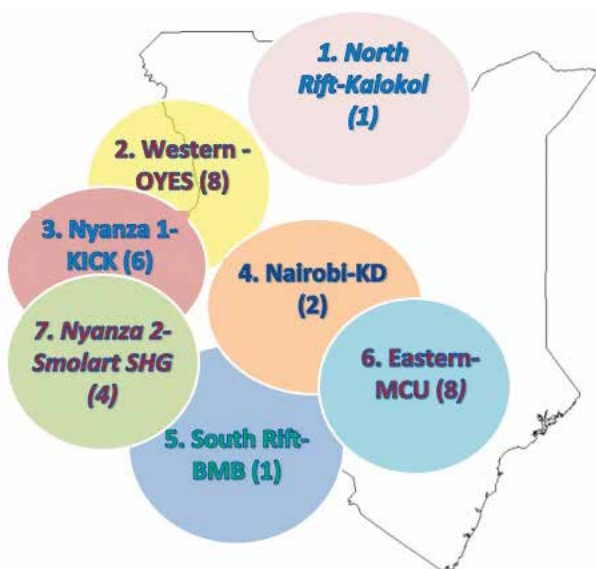 1. North
Rift-Kalokol
(1)
2. Western -
OYES (8)
3. Nyanza 1-
KICK (6)
4. Nairobi-KD
(2)
7. Nyanza 2-
Smolart SHG
(4)
6. Eastern-
MCU (8)
5. South Rift-
BMB (1)